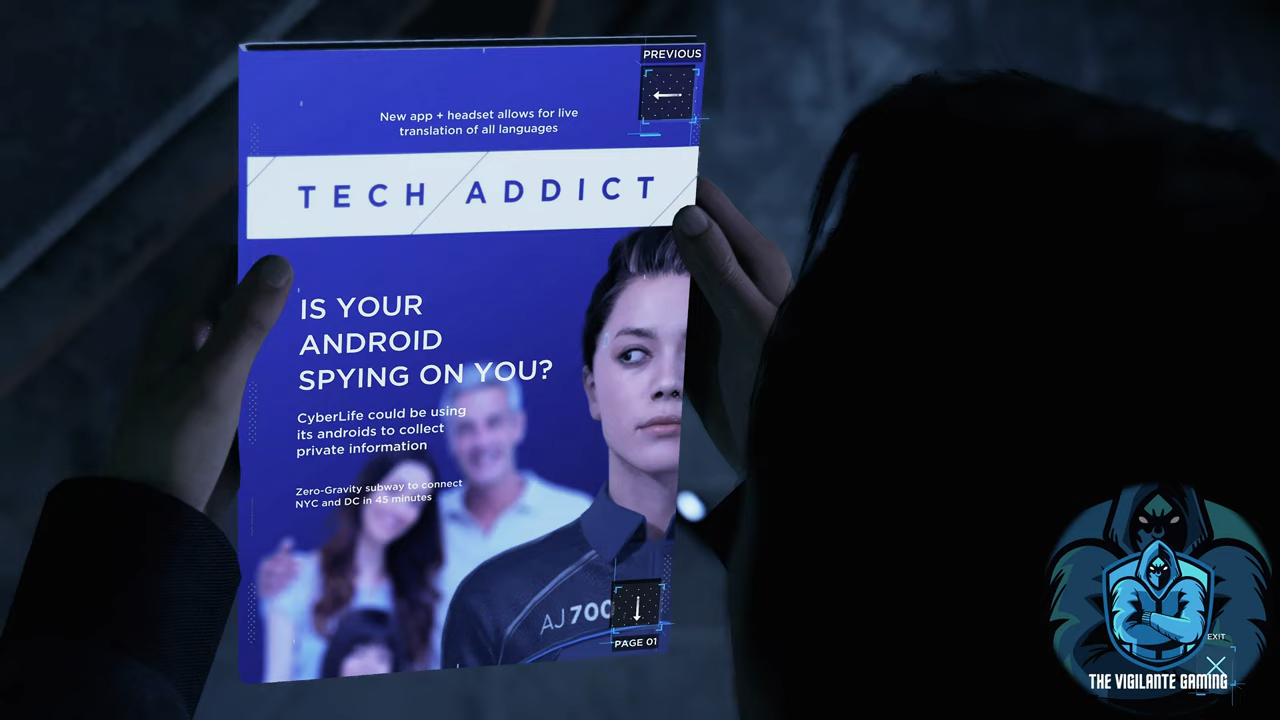 PREVIOUS
New app + headset allows for live
translation of all languages
TECH ADDICT
IS YOUR
ANDROID
SPYING ON YOU?
CyberLife could be using
its androids to collect
private information
Zero-Gravity subway to connect
NYC and DC in 45 minutes
AJ700
PAGE 01
EXIT
THE VIGILANTE GAMING